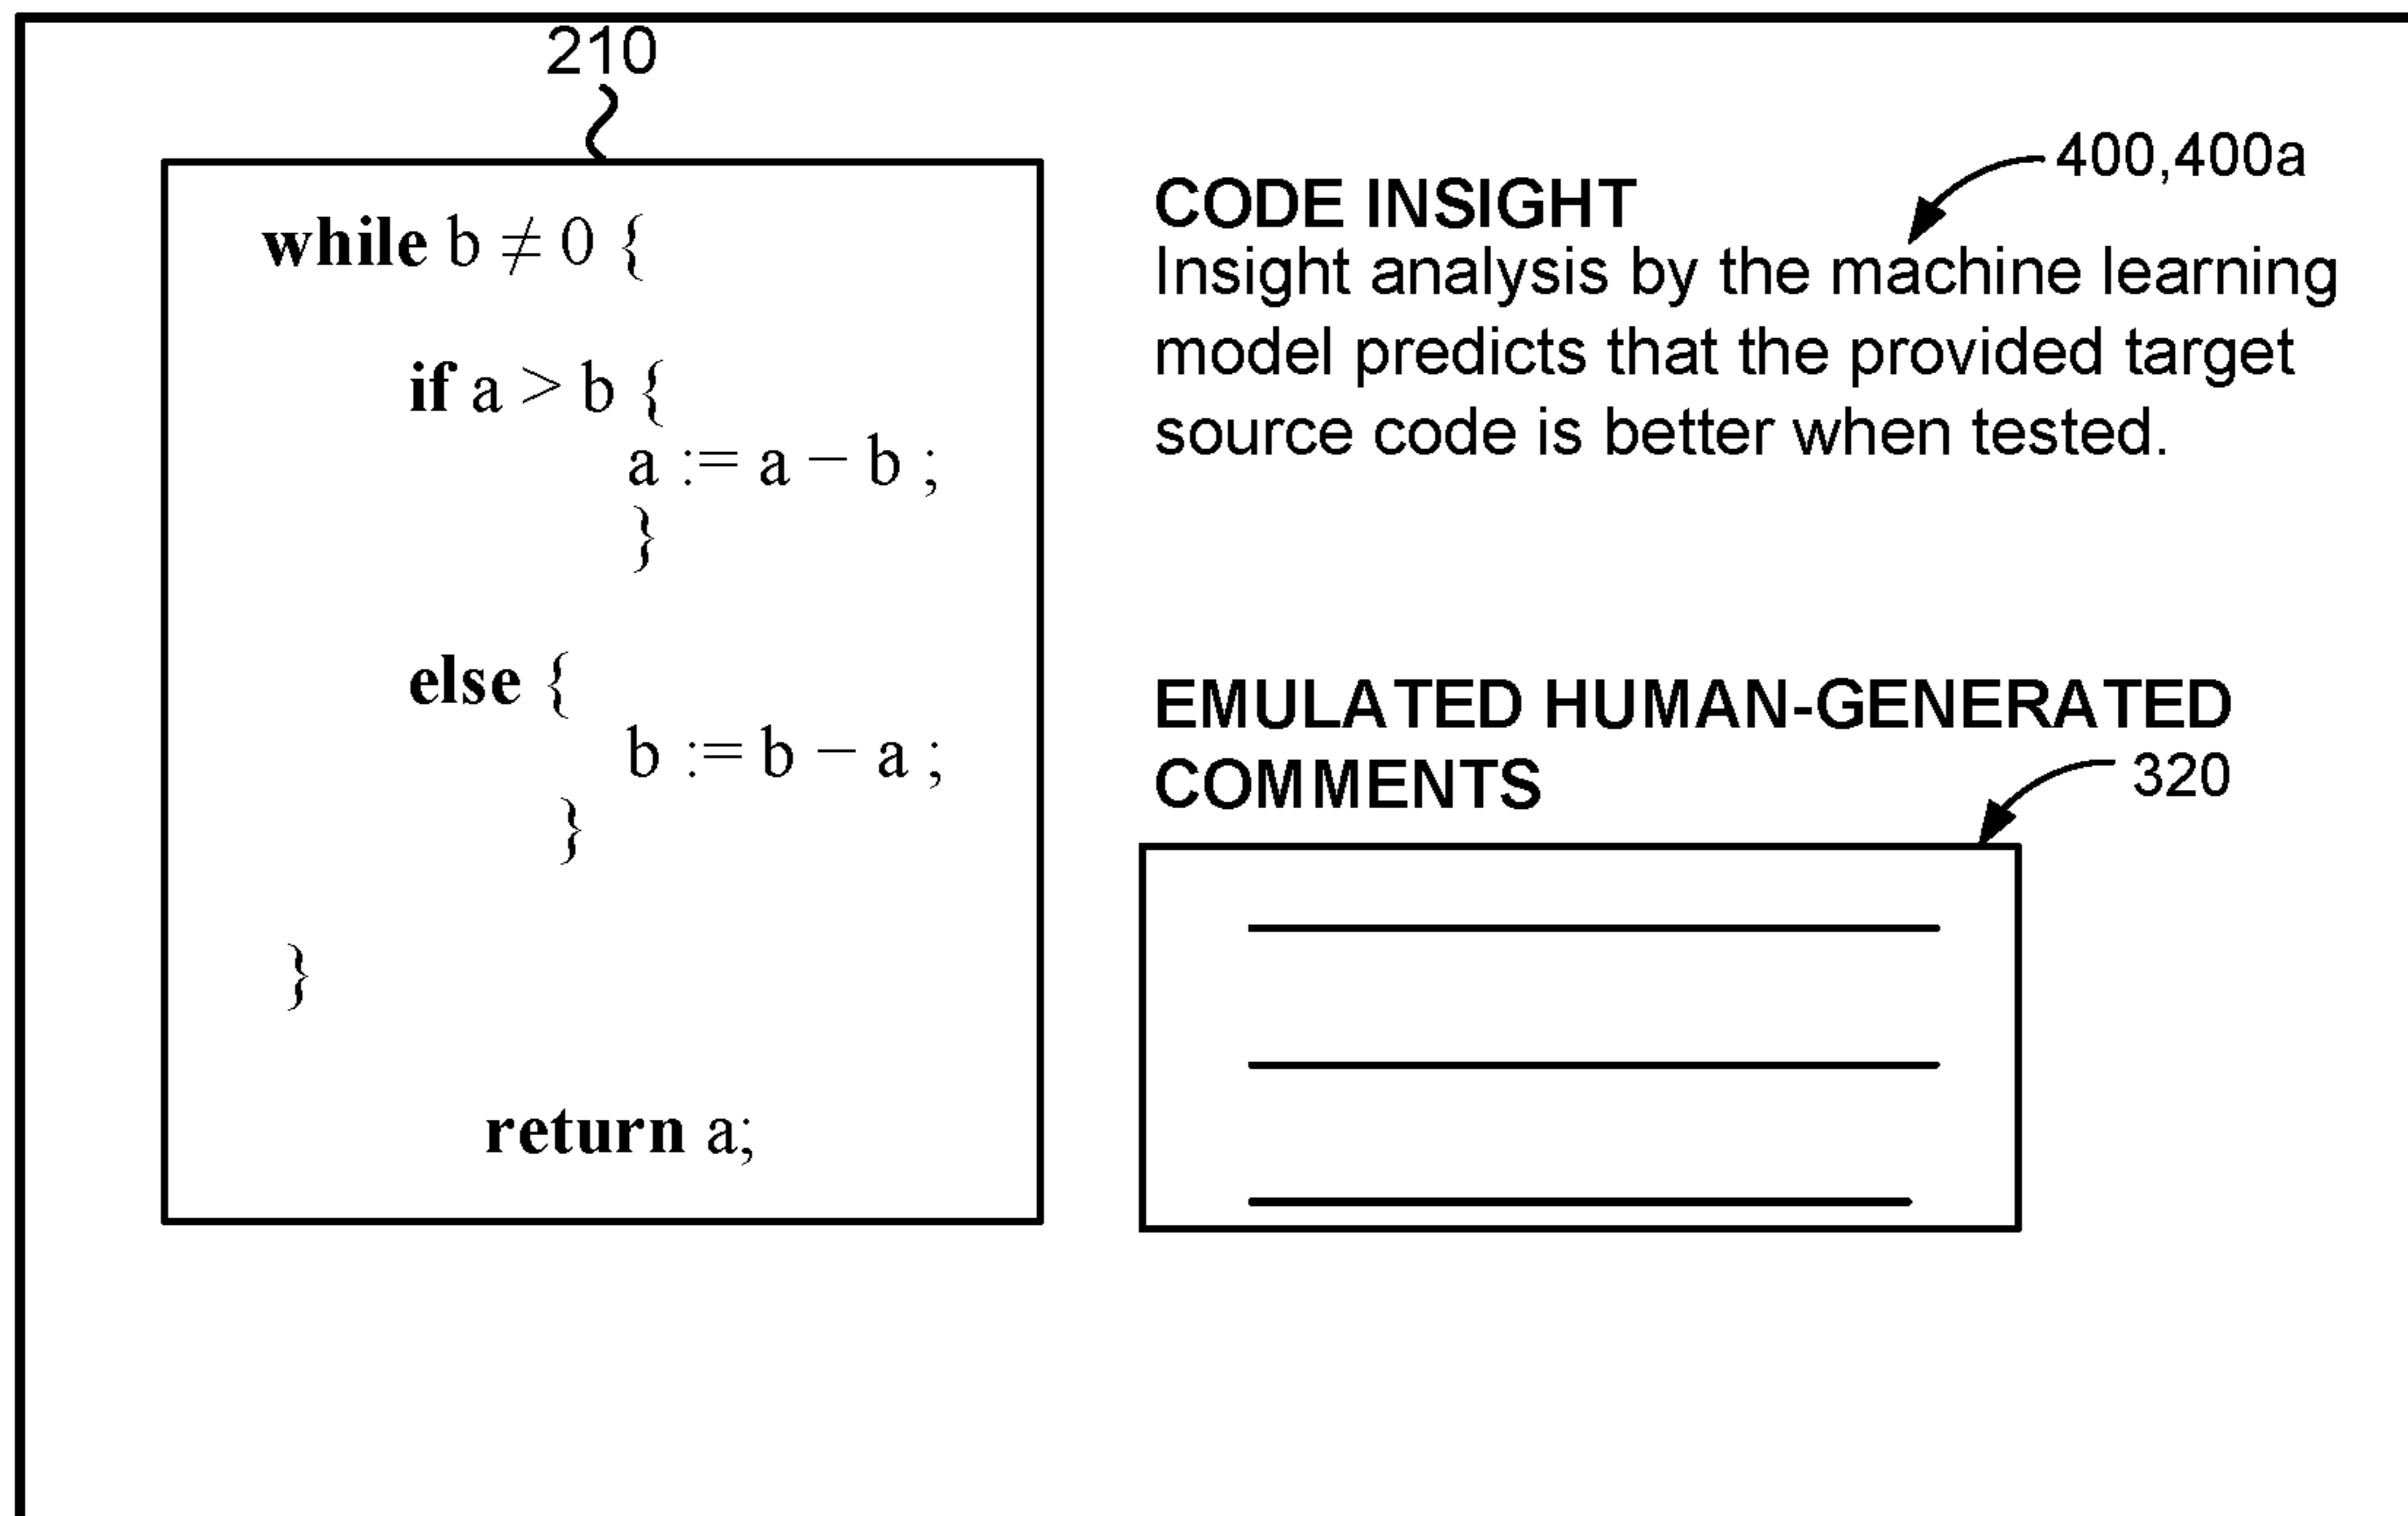 210
while b ≠ 0 {
if a > b {
a := a − b ;
}
else {
b := b − a ;
}
}
return a;
400,400a
CODE INSIGHT
Insight analysis by the machine learning
model predicts that the provided target
source code is better when tested.
EMULATED HUMAN-GENERATED
COMMENTS
320